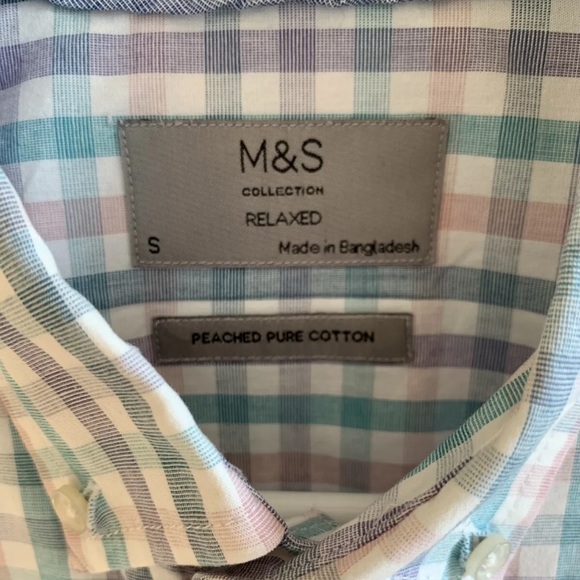 M&S
COLLECTION
RELAXED
S Made in Bangladesh
PEACHED PURE COTTON